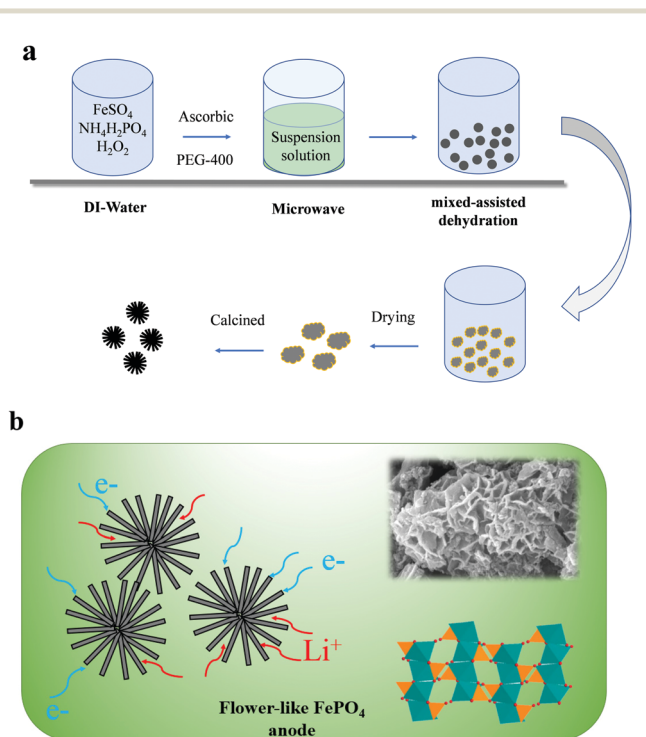 a
FeSO₄
NH₄H₂PO₄
H₂O₂
Ascorbic
PEG-400
Suspension
solution
DI-Water
Microwave
mixed-assisted
dehydration
Calcined
Drying
b
e-
e-
Li⁺
e-
Flower-like FePO₄
anode